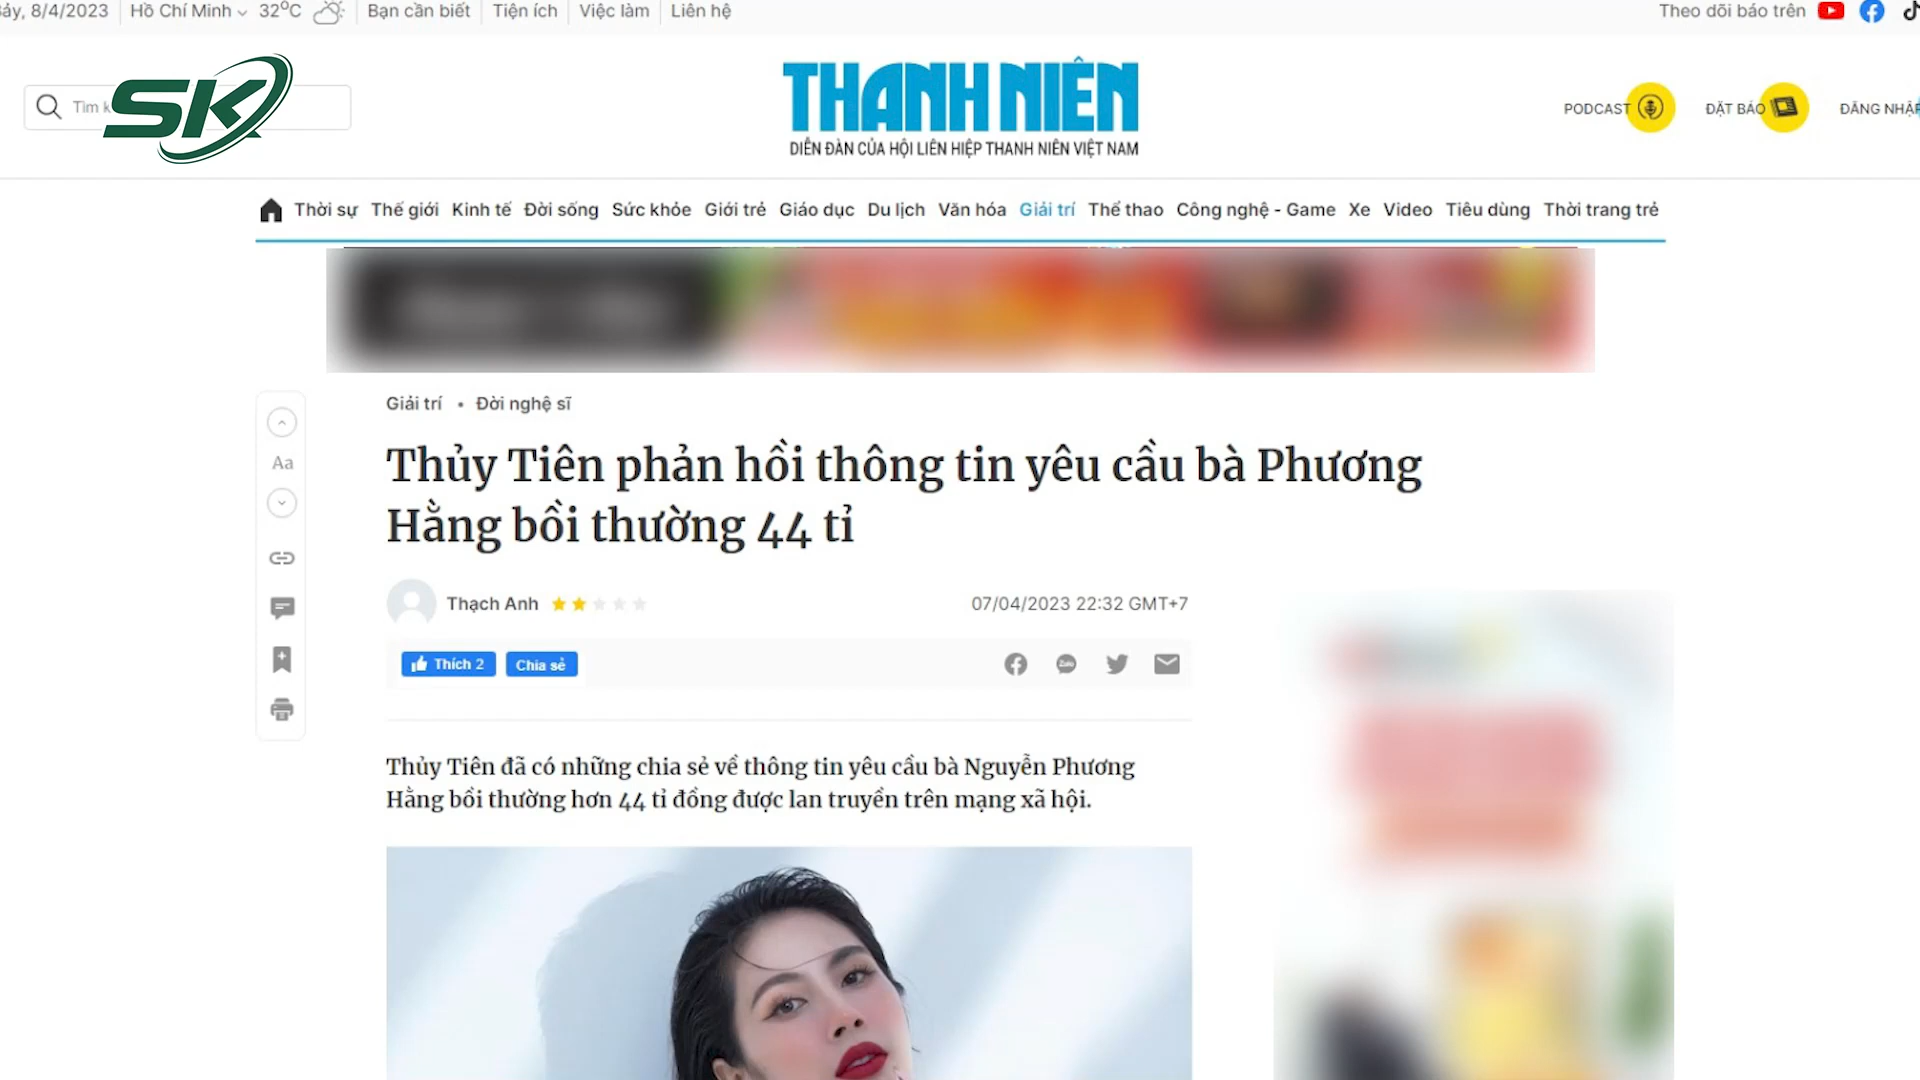 ảy, 8/4/2023 Hồ Chí Minh 32°C Bạn cần biết Tiện ích Việc làm Liên hệ Theo dõi báo trên
Tìm k
SK
THANH NIÊN
DIỄN ĐÀN CỦA HỘI LIÊN HIỆP THANH NIÊN VIỆT NAM
PODCAST ĐẶT BÁO ĐĂNG NHẬP
Thời sự Thế giới Kinh tế Đời sống Sức khỏe Giới trẻ Giáo dục Du lịch Văn hóa Giải trí Thể thao Công nghệ - Game Xe Video Tiêu dùng Thời trang trẻ
Giải trí • Đời nghệ sĩ
Aa
Thủy Tiên phản hồi thông tin yêu cầu bà Phương
Hằng bồi thường 44 tỉ
Thạch Anh 07/04/2023 22:32 GMT+7
Thích 2 Chia sẻ Zalo
Thủy Tiên đã có những chia sẻ về thông tin yêu cầu bà Nguyễn Phương
Hằng bồi thường hơn 44 tỉ đồng được lan truyền trên mạng xã hội.